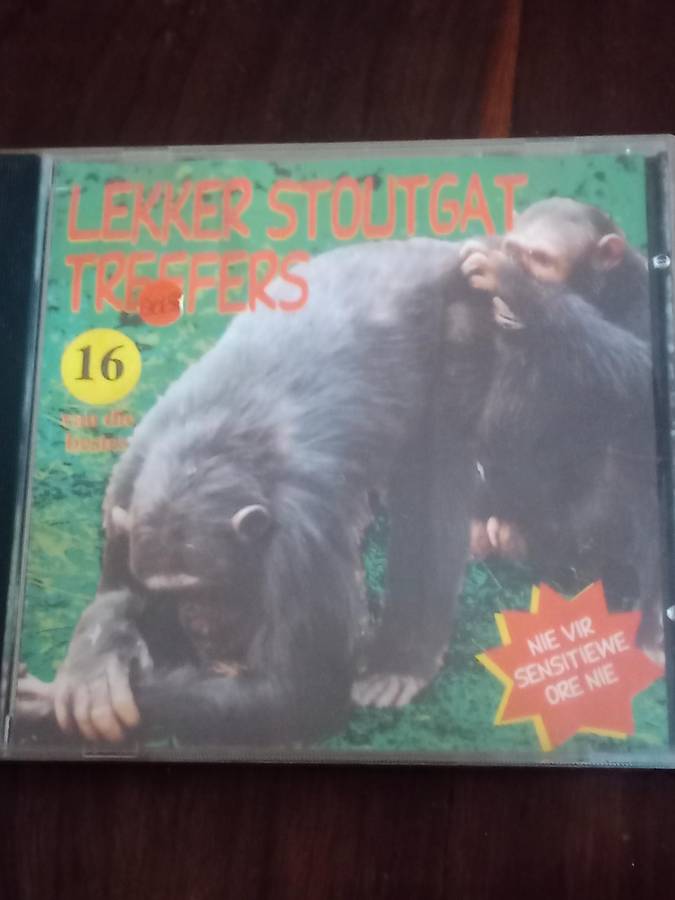 LEKKER STOUTGAT
TREFFERS
16
van die
beste
NIE VIR
SENSITIEWE
ORE NIE